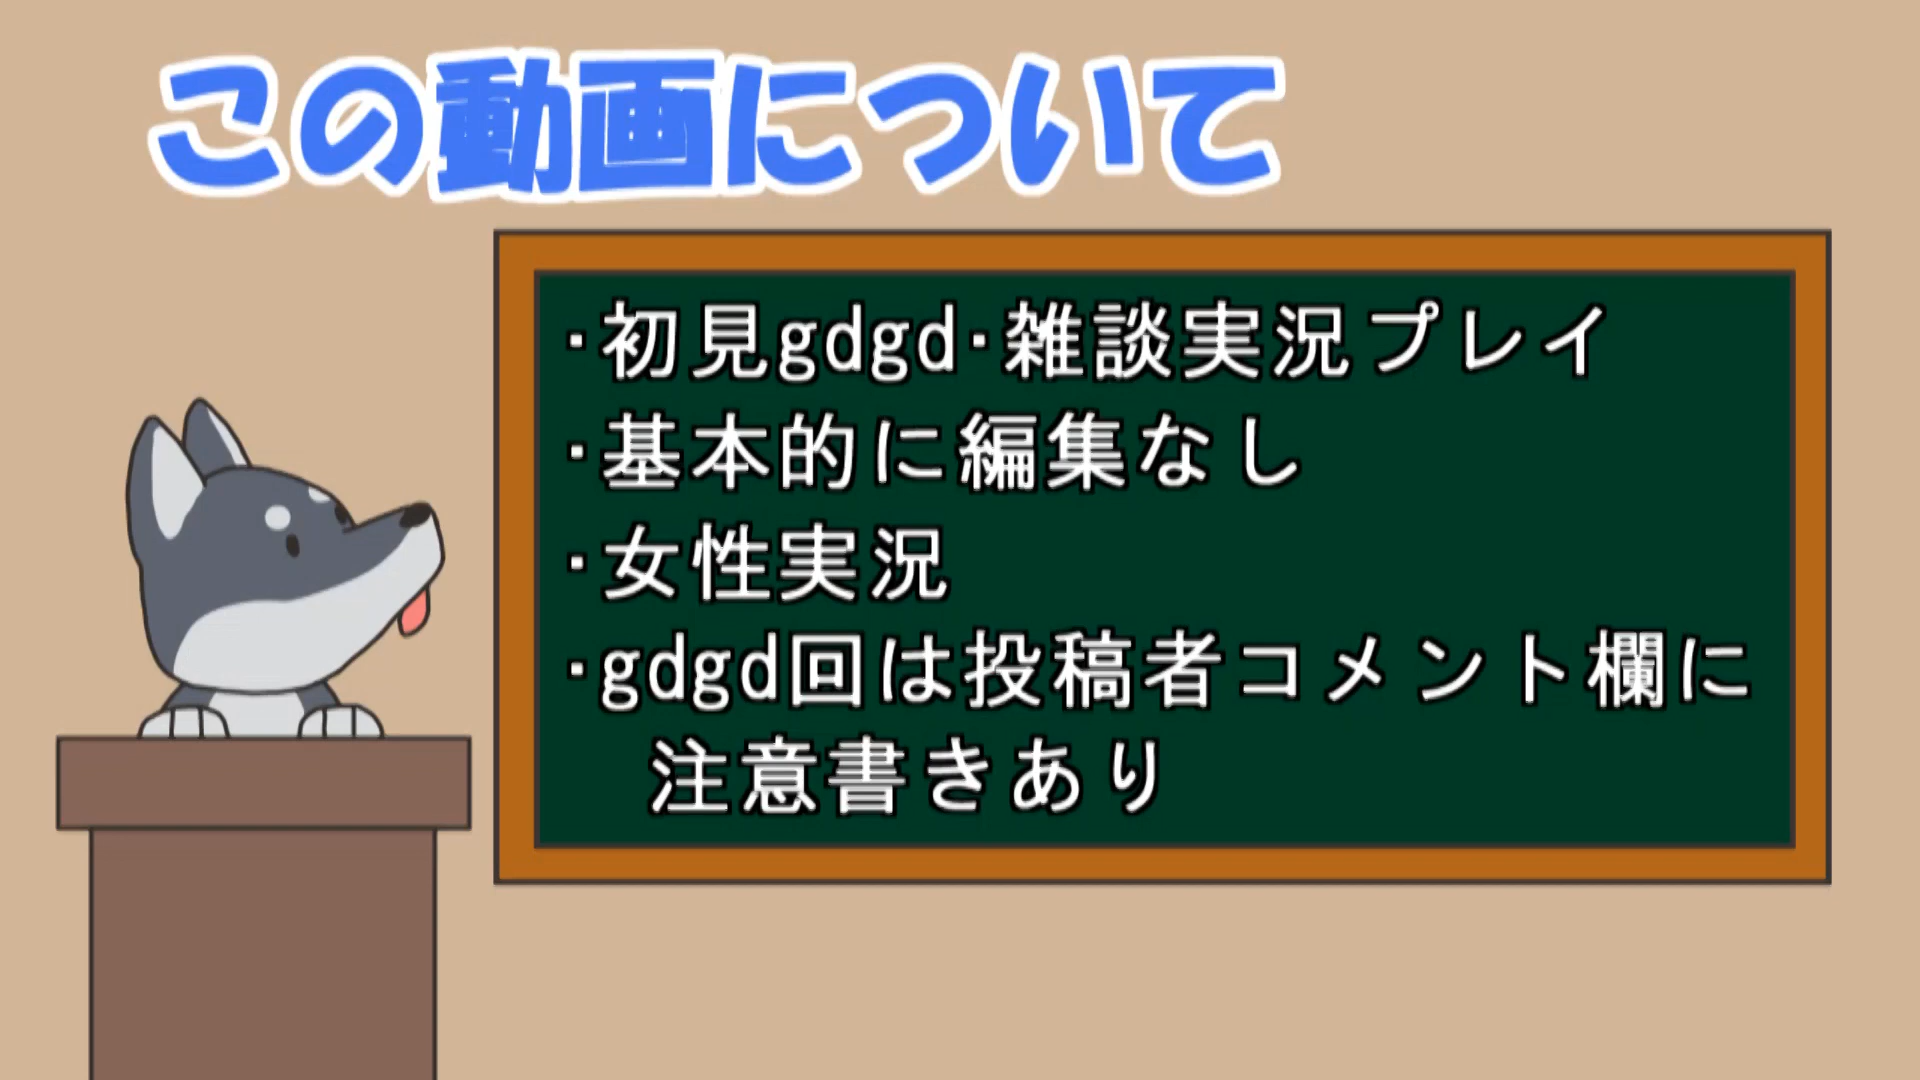 この動画について
・初見gdgd・雑談実況プレイ
・基本的に編集なし
・女性実況
・gdgd回は投稿者コメント欄に
注意書きあり